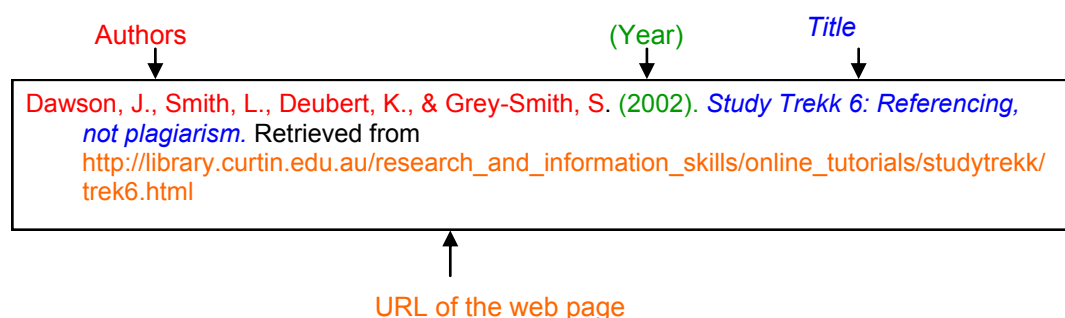 Authors (Year) Title
Dawson, J., Smith, L., Deubert, K., & Grey-Smith, S. (2002). Study Trekk 6: Referencing,
not plagiarism. Retrieved from
http://library.curtin.edu.au/research_and_information_skills/online_tutorials/studytrekk/
trek6.html
URL of the web page